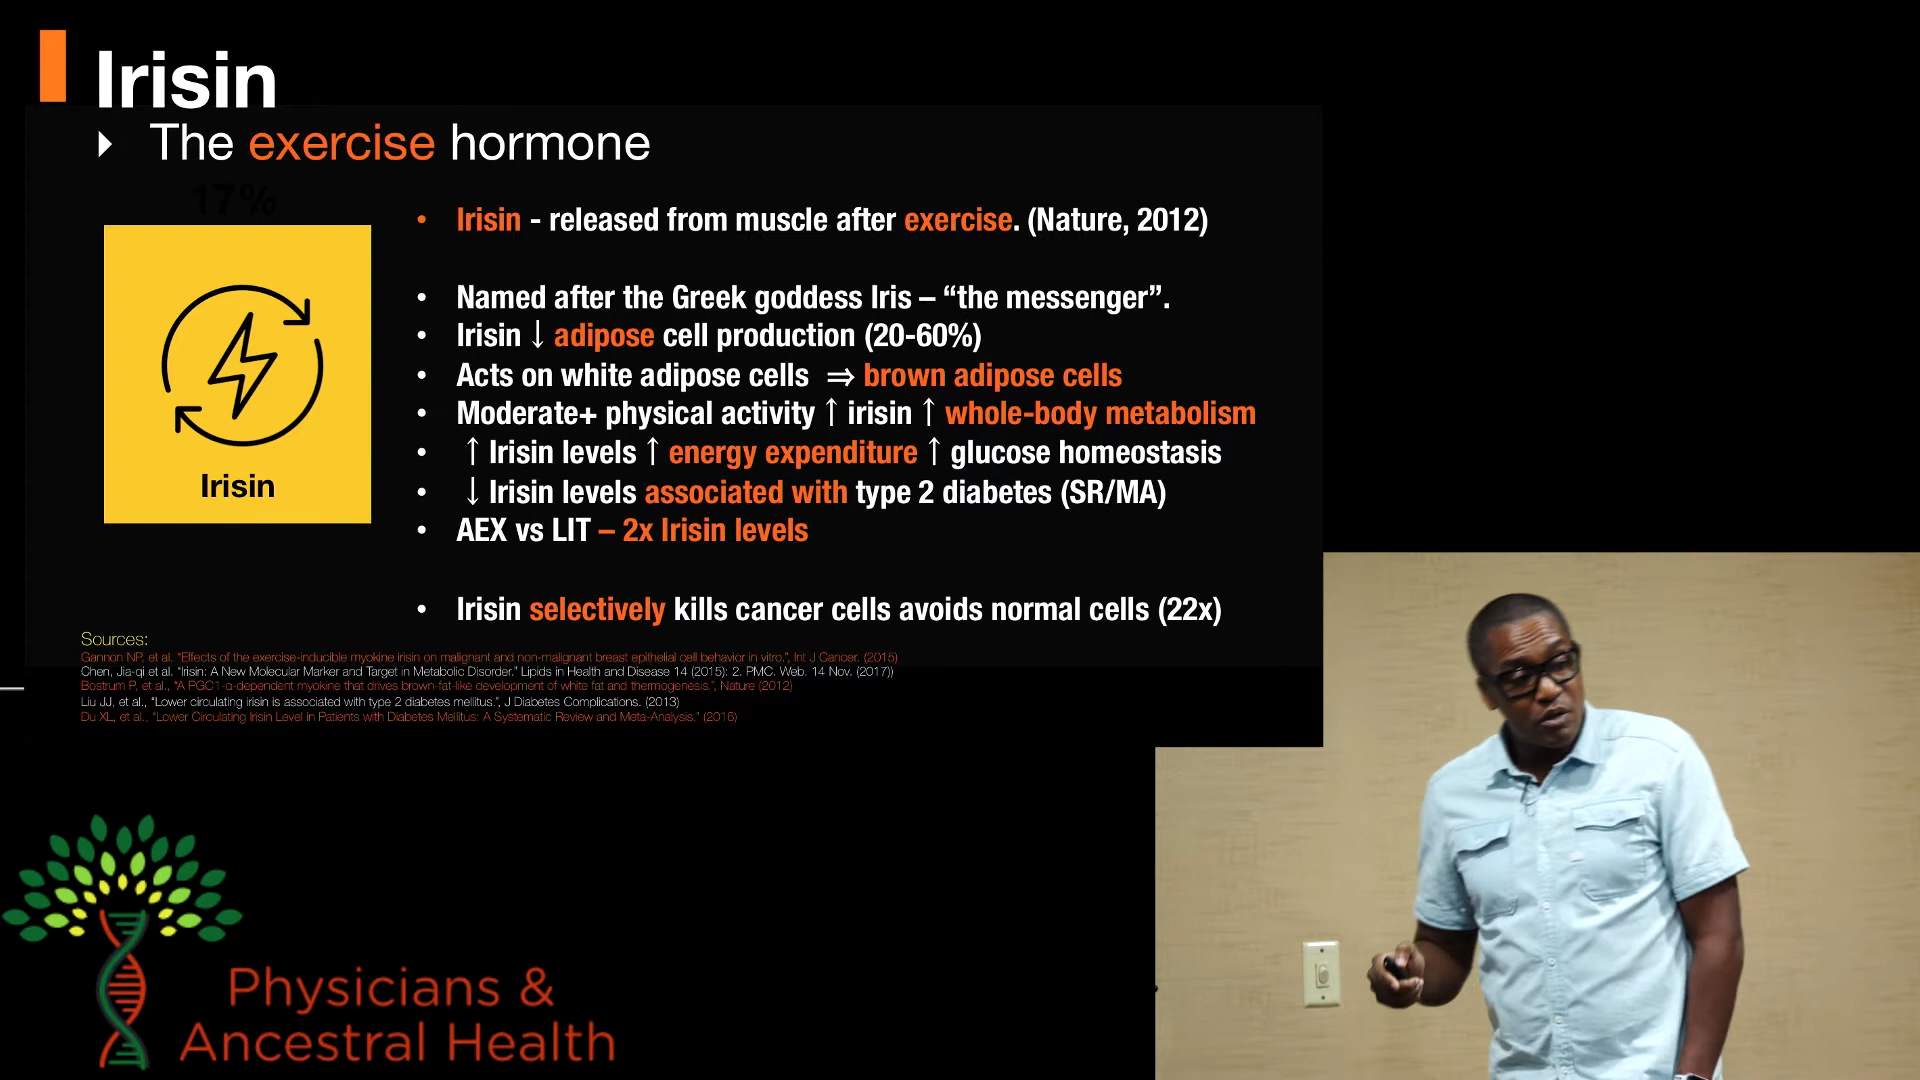 Irisin
The exercise hormone
17%
Irisin
• Irisin - released from muscle after exercise. (Nature, 2012)
• Named after the Greek goddess Iris – “the messenger”.
• Irisin ↓ adipose cell production (20-60%)
• Acts on white adipose cells ⇒ brown adipose cells
• Moderate+ physical activity ↑ irisin ↑ whole-body metabolism
• ↑ Irisin levels ↑ energy expenditure ↑ glucose homeostasis
• ↓ Irisin levels associated with type 2 diabetes (SR/MA)
• AEX vs LIT – 2x Irisin levels
• Irisin selectively kills cancer cells avoids normal cells (22x)
Sources:
Gannon NP, et al. “Effects of the exercise-inducible myokine irisin on malignant and non-malignant breast epithelial cell behavior in vitro.”, Int J Cancer. (2015)
Chen, Jia-qi et al. “Irisin: A New Molecular Marker and Target in Metabolic Disorder.” Lipids in Health and Disease 14 (2015): 2. PMC. Web. 14 Nov. (2017))
Bostrum P, et al., “A PGC1-α-dependent myokine that drives brown-fat-like development of white fat and thermogenesis.”, Nature (2012)
Liu JJ, et al., “Lower circulating irisin is associated with type 2 diabetes mellitus.”, J Diabetes Complications. (2013)
Du XL, et al., “Lower Circulating Irisin Level in Patients with Diabetes Mellitus: A Systematic Review and Meta-Analysis.” (2016)
Physicians &
Ancestral Health